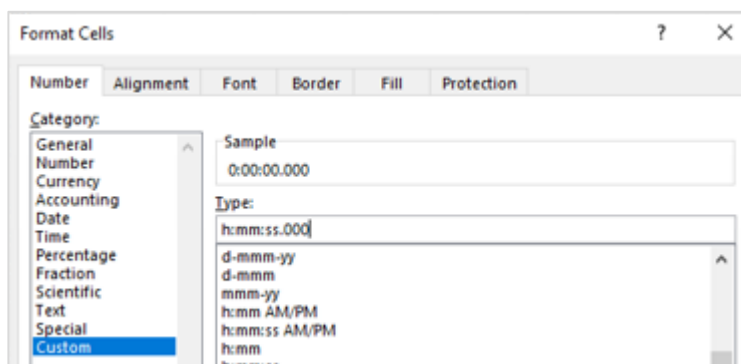 Format Cells ? X
Number Alignment Font Border Fill Protection
Category:
General
Number
Currency
Accounting
Date
Time
Percentage
Fraction
Scientific
Text
Special
Custom
Sample
0:00:00.000
Type:
h:mm:ss.000
d-mmm-yy
d-mmm
mmm-yy
h:mm AM/PM
h:mm:ss AM/PM
h:mm